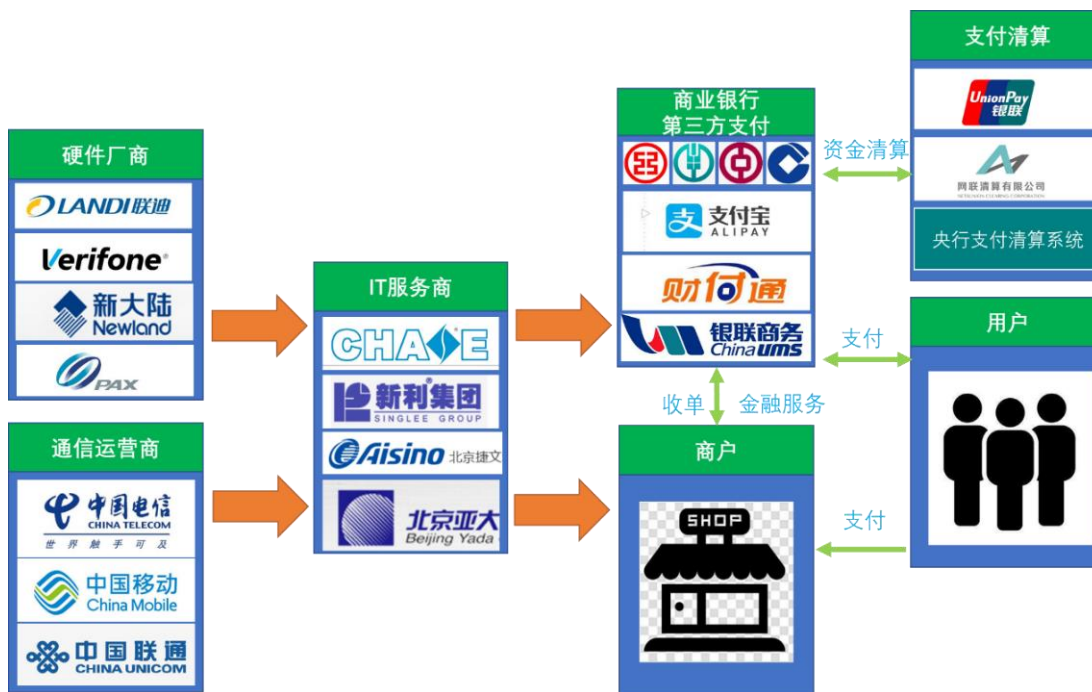 硬件厂商
LANDI联迪
Verifone
新大陆
Newland
PAX
通信运营商
中国电信
CHINA TELECOM
世界触手可及
中国移动
China Mobile
中国联通
CHINA UNICOM
IT服务商
CHASE
新利®集团
SINGLEE GROUP
Aisino 北京捷文
北京亚大
Beijing Yada
商业银行
第三方支付
支付宝
ALIPAY
财付通
银联商务
China ums
收单
金融服务
商户
SHOP
资金清算
支付
支付
支付清算
UnionPay
银联
网联清算有限公司
NETSUNION CLEARING CORPORATION
央行支付清算系统
用户